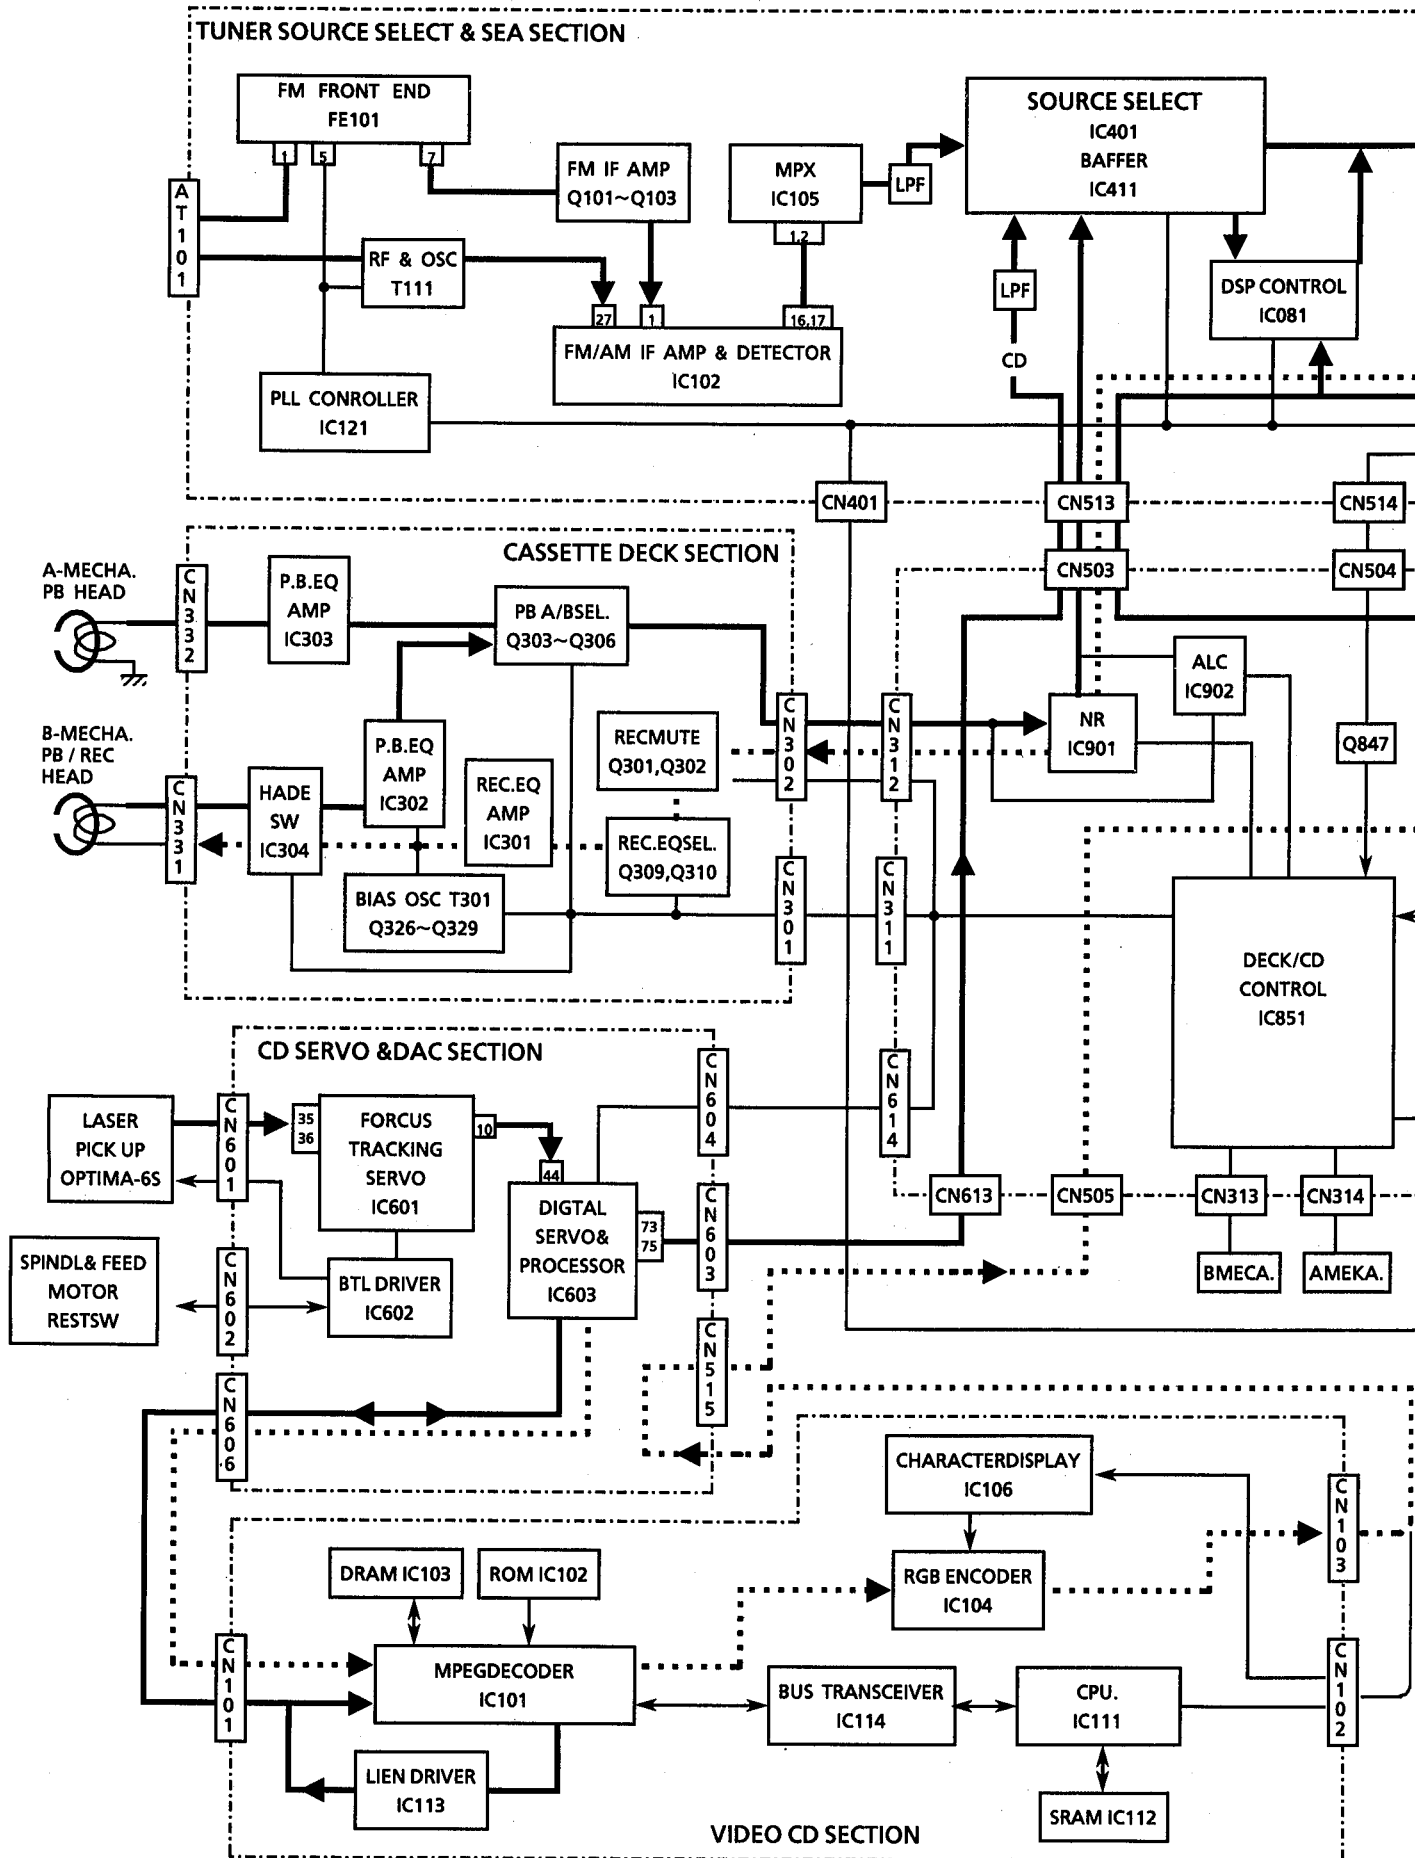 TUNER SOURCE SELECT & SEA SECTION
FM FRONT END
FE101
1
5
7
AT101
FM IF AMP
Q101~Q103
MPX
IC105
1,2
LPF
SOURCE SELECT
IC401
BAFFER
IC411
RF & OSC
T111
LPF
CD
DSP CONTROL
IC081
27
1
16,17
FM/AM IF AMP & DETECTOR
IC102
PLL CONROLLER
IC121
CN401
CN513
CN514
CASSETTE DECK SECTION
CN503
CN504
A-MECHA.
PB HEAD
CN332
P.B.EQ
AMP
IC303
PB A/BSEL.
Q303~Q306
ALC
IC902
B-MECHA.
PB / REC
HEAD
CN331
HADE
SW
IC304
P.B.EQ
AMP
IC302
REC.EQ
AMP
IC301
RECMUTE
Q301,Q302
CN302
CN312
NR
IC901
Q847
REC.EQSEL.
Q309,Q310
BIAS OSC T301
Q326~Q329
CN301
CN311
DECK/CD
CONTROL
IC851
CD SERVO &DAC SECTION
CN604
CN614
LASER
PICK UP
OPTIMA-6S
CN601
35
36
FORCUS
TRACKING
SERVO
IC601
10
44
DIGTAL
SERVO&
PROCESSOR
IC603
73
75
CN603
CN613
CN505
CN313
CN314
BMECA.
AMEKA.
SPINDL& FEED
MOTOR
RESTSW
CN602
BTL DRIVER
IC602
CN515
CN606
CHARACTERDISPLAY
IC106
CN103
DRAM IC103
ROM IC102
RGB ENCODER
IC104
CN101
MPEGDECODER
IC101
BUS TRANSCEIVER
IC114
CPU.
IC111
CN102
LIEN DRIVER
IC113
SRAM IC112
VIDEO CD SECTION